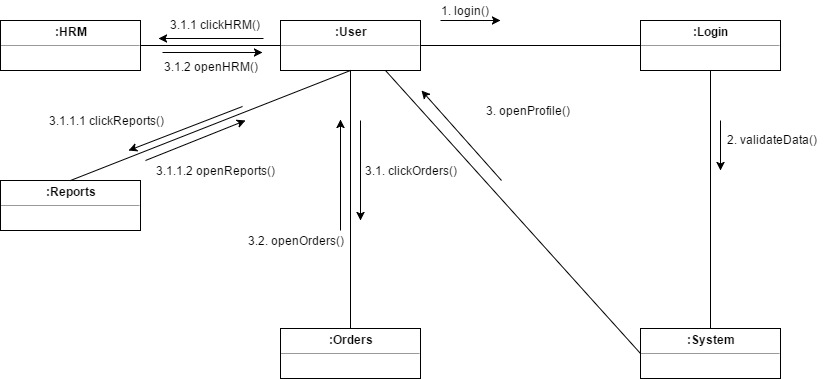 3.1.1 clickHRM()
1. login()
:HRM
:User
:Login
3.1.2 openHRM()
3.1.1.1 clickReports()
3. openProfile()
2. validateData()
3.1.1.2 openReports()
3.1. clickOrders()
:Reports
3.2. openOrders()
:Orders
:System